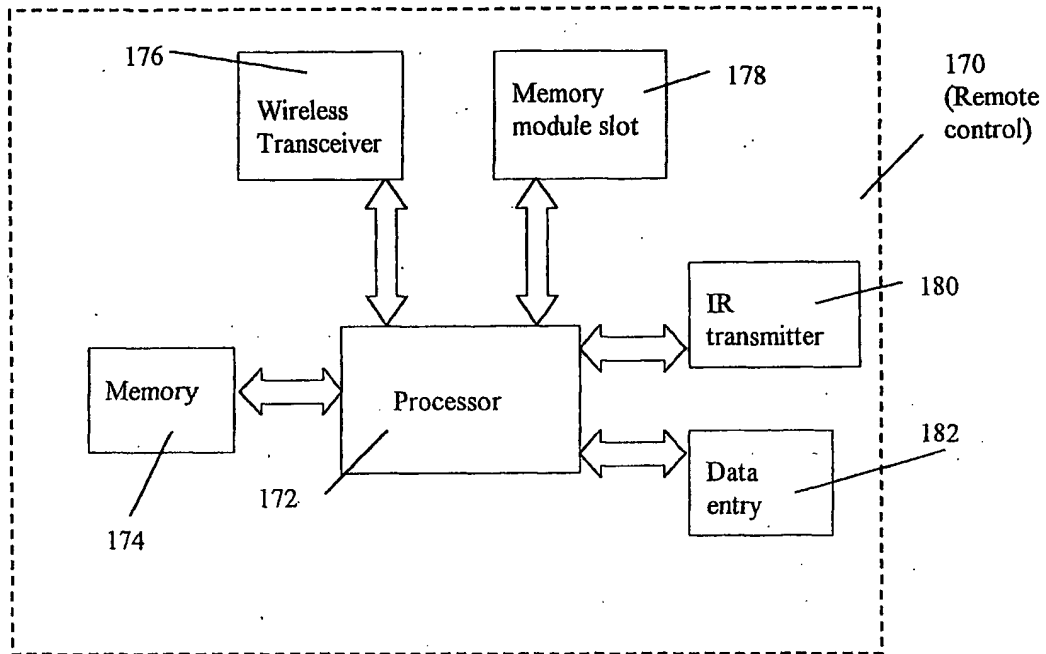 176
Wireless
Transceiver
Memory
module slot
178
170
(Remote
control)
IR
transmitter
180
Memory
174
Processor
172
Data
entry
182